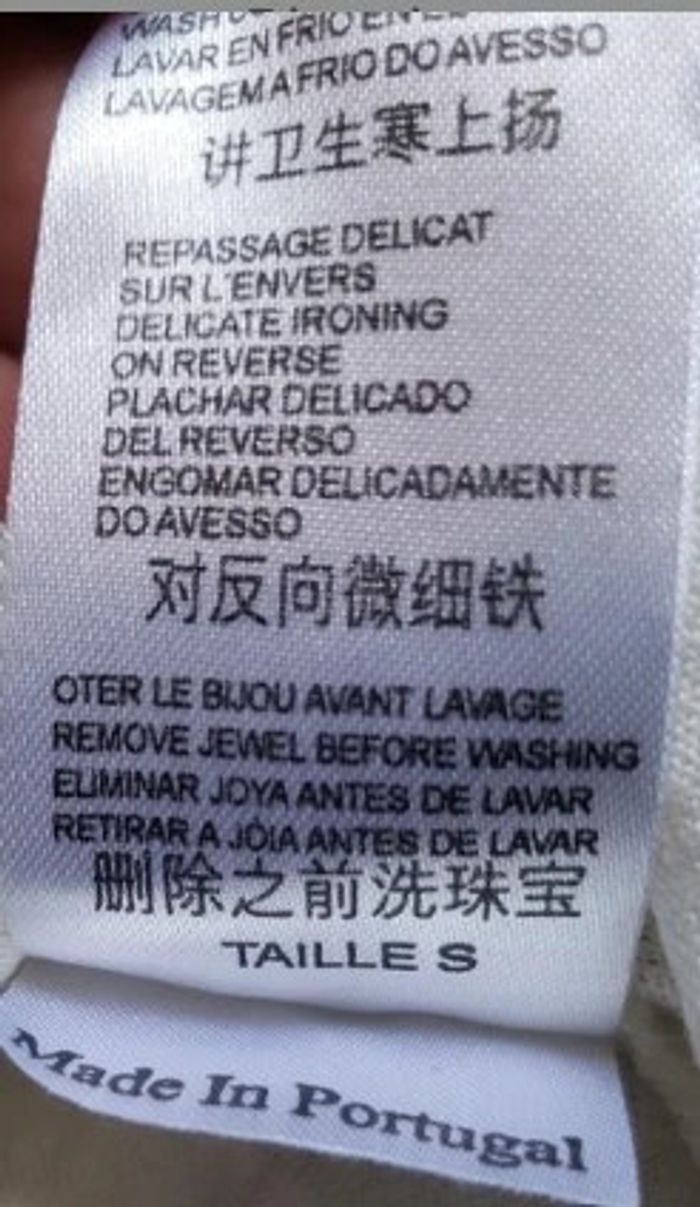 LAVAR EN FRIO EN
LAVAGEM A FRIO DO AVESSO
讲卫生寒上扬
REPASSAGE DELICAT
SUR L'ENVERS
DELICATE IRONING
ON REVERSE
PLACHAR DELICADO
DEL REVERSO
ENGOMAR DELICADAMENTE
DO AVESSO
对反向微细铁
OTER LE BIJOU AVANT LAVAGE
REMOVE JEWEL BEFORE WASHING
ELIMINAR JOYA ANTES DE LAVAR
RETIRAR A JÓIA ANTES DE LAVAR
删除之前洗珠宝
TAILLE S
Made In Portugal